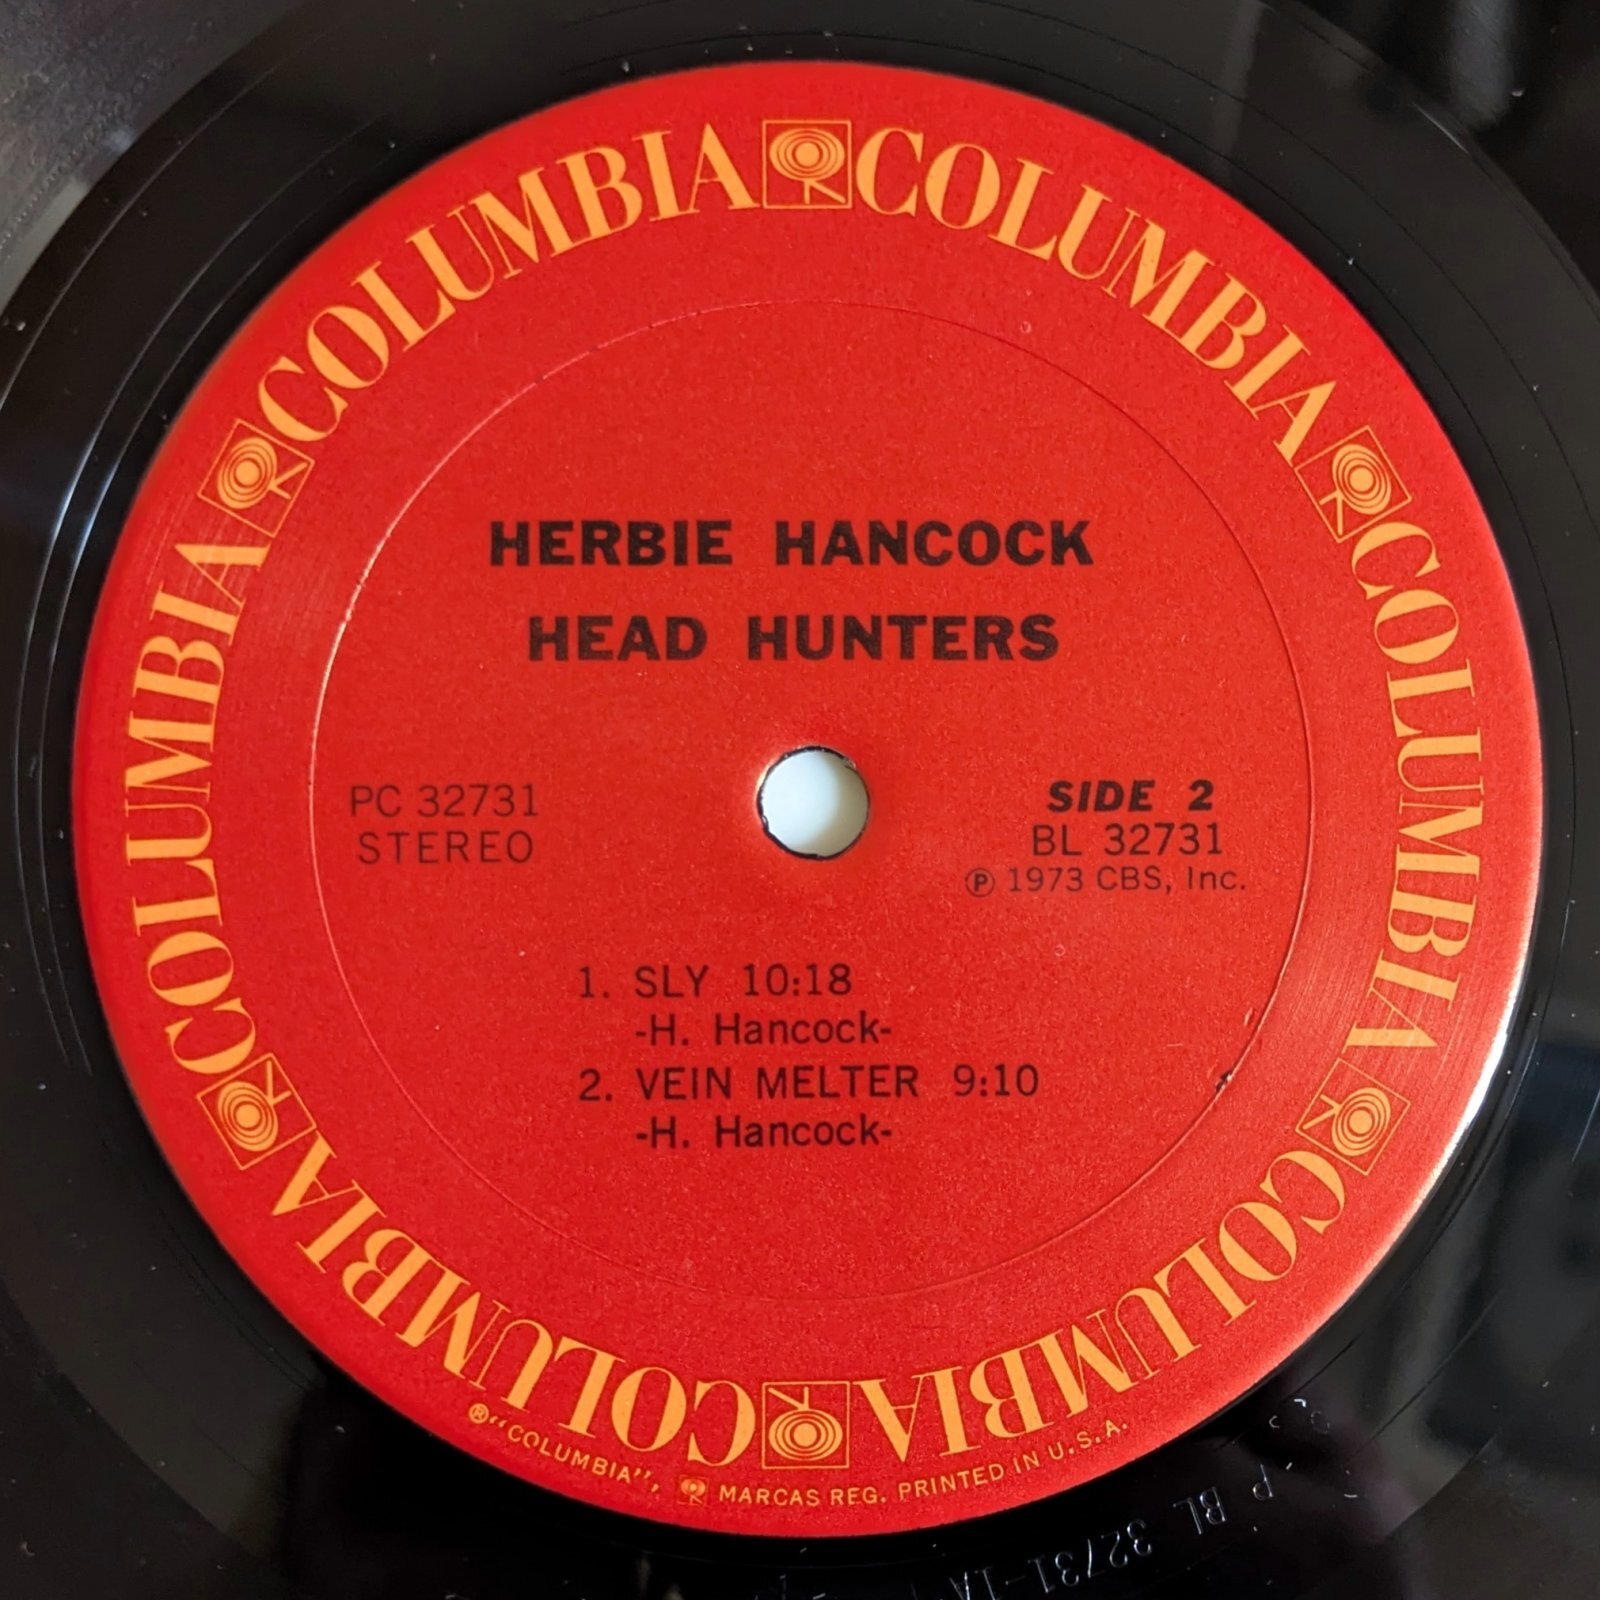 COLUMBIA COLUMBIA COLUMBIA COLUMBIA COLUMBIA COLUMBIA
HERBIE HANCOCK
HEAD HUNTERS
PC 32731
STEREO
SIDE 2
BL 32731
Ⓟ 1973 CBS, Inc.
1. SLY 10:18
-H. Hancock-
2. VEIN MELTER 9:10
-H. Hancock-
®"COLUMBIA", MARCAS REG. PRINTED IN U.S.A.
P BL 32731-1A